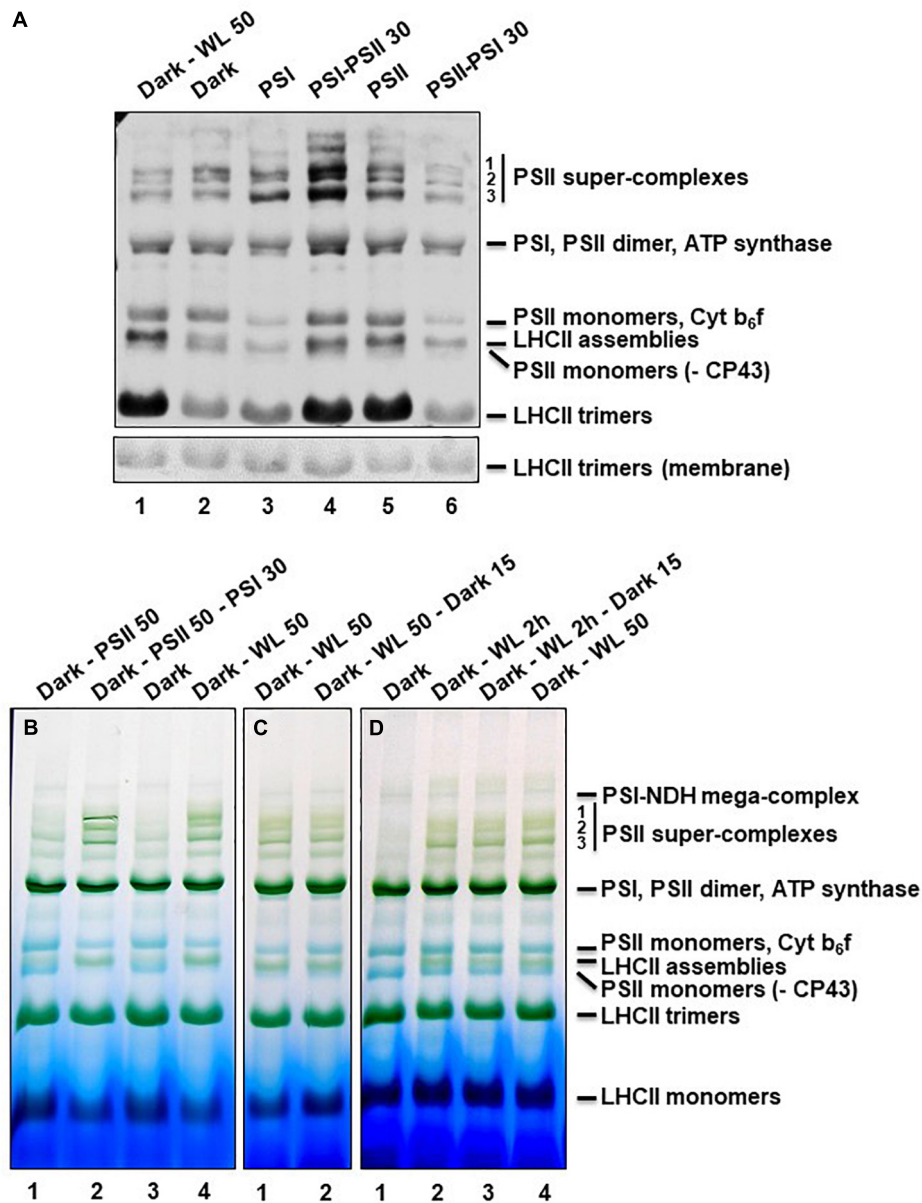 A
Dark - WL 50
Dark
PSI
PSI-PSII 30
PSII
PSII-PSI 30
1
2
3
PSII super-complexes
PSI, PSII dimer, ATP synthase
PSII monomers, Cyt b6f
LHCII assemblies
PSII monomers (- CP43)
LHCII trimers
LHCII trimers (membrane)
1 2 3 4 5 6
Dark - PSII 50
Dark - PSII 50 - PSI 30
Dark
Dark - WL 50
Dark - WL 50
Dark - WL 50 - Dark 15
Dark
Dark - WL 2h
Dark - WL 2h - Dark 15
Dark - WL 50
B C D
PSI-NDH mega-complex
1
2
3
PSII super-complexes
PSI, PSII dimer, ATP synthase
PSII monomers, Cyt b6f
LHCII assemblies
PSII monomers (- CP43)
LHCII trimers
LHCII monomers
1 2 3 4 1 2 1 2 3 4